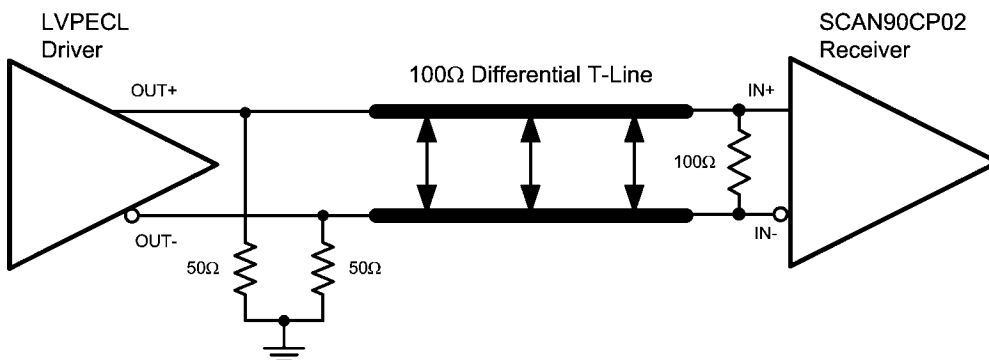 LVPECL
Driver
SCAN90CP02
Receiver
100Ω Differential T-Line
OUT+
IN+
100Ω
OUT-
IN-
50Ω
50Ω